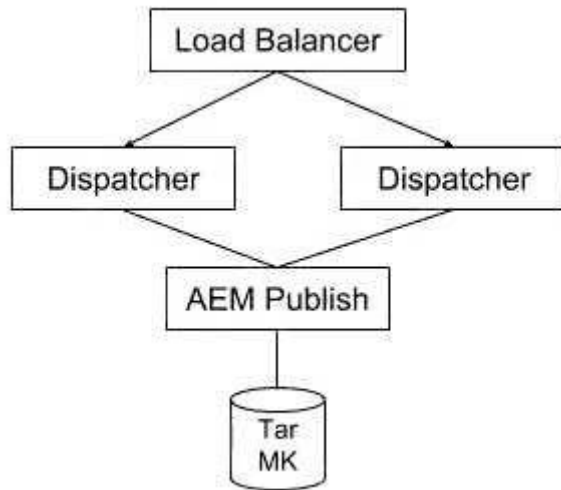 Load Balancer
Dispatcher
Dispatcher
AEM Publish
Tar
MK